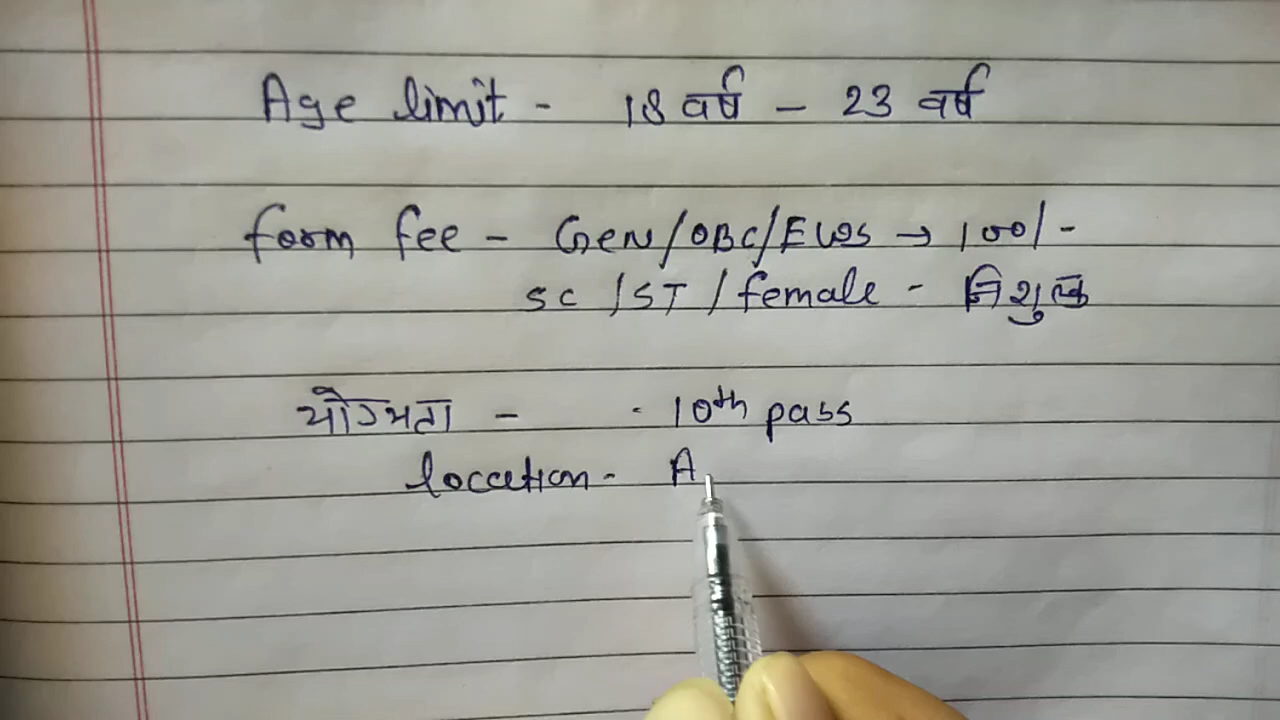 Age limit - 18 वर्ष - 23 वर्ष
form fee - Gen/OBC/EWS → 100/-
SC/ST/female - निशुल्क
योग्यता - 10th pass
location - A